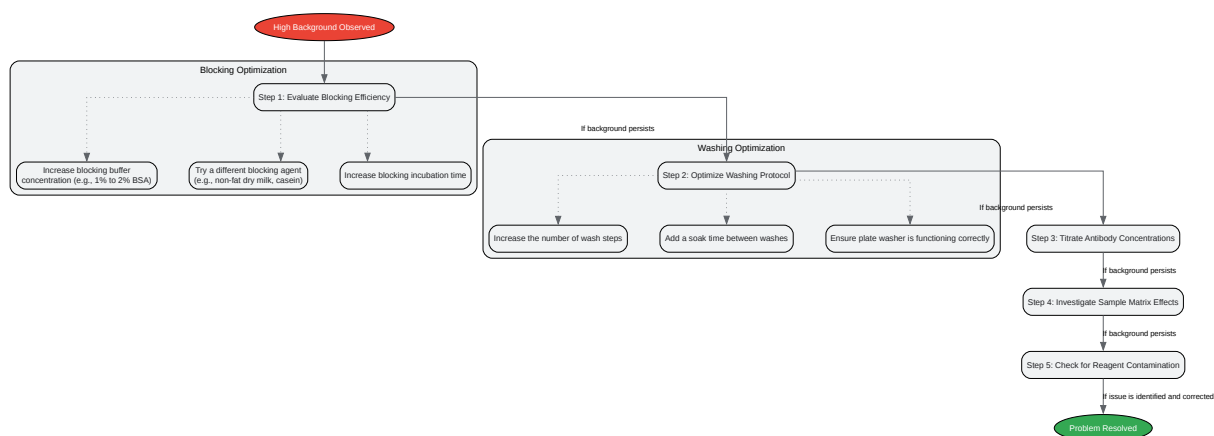 High Background Observed
Blocking Optimization
Step 1: Evaluate Blocking Efficiency
Increase blocking buffer
concentration (e.g., 1% to 2% BSA)
Try a different blocking agent
(e.g., non-fat dry milk, casein)
Increase blocking incubation time
If background persists
Washing Optimization
Step 2: Optimize Washing Protocol
Increase the number of wash steps
Add a soak time between washes
Ensure plate washer is functioning correctly
If background persists
Step 3: Titrate Antibody Concentrations
If background persists
Step 4: Investigate Sample Matrix Effects
If background persists
Step 5: Check for Reagent Contamination
If issue is identified and corrected
Problem Resolved